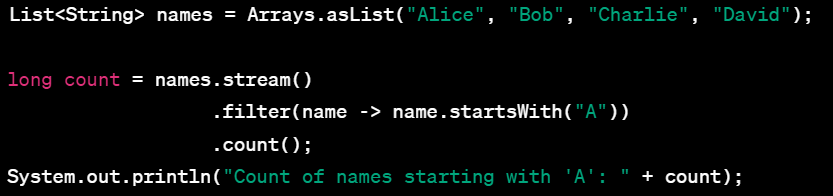 List<String> names = Arrays.asList("Alice", "Bob", "Charlie", "David");
long count = names.stream()
.filter(name -> name.startsWith("A"))
.count();
System.out.println("Count of names starting with 'A': " + count);